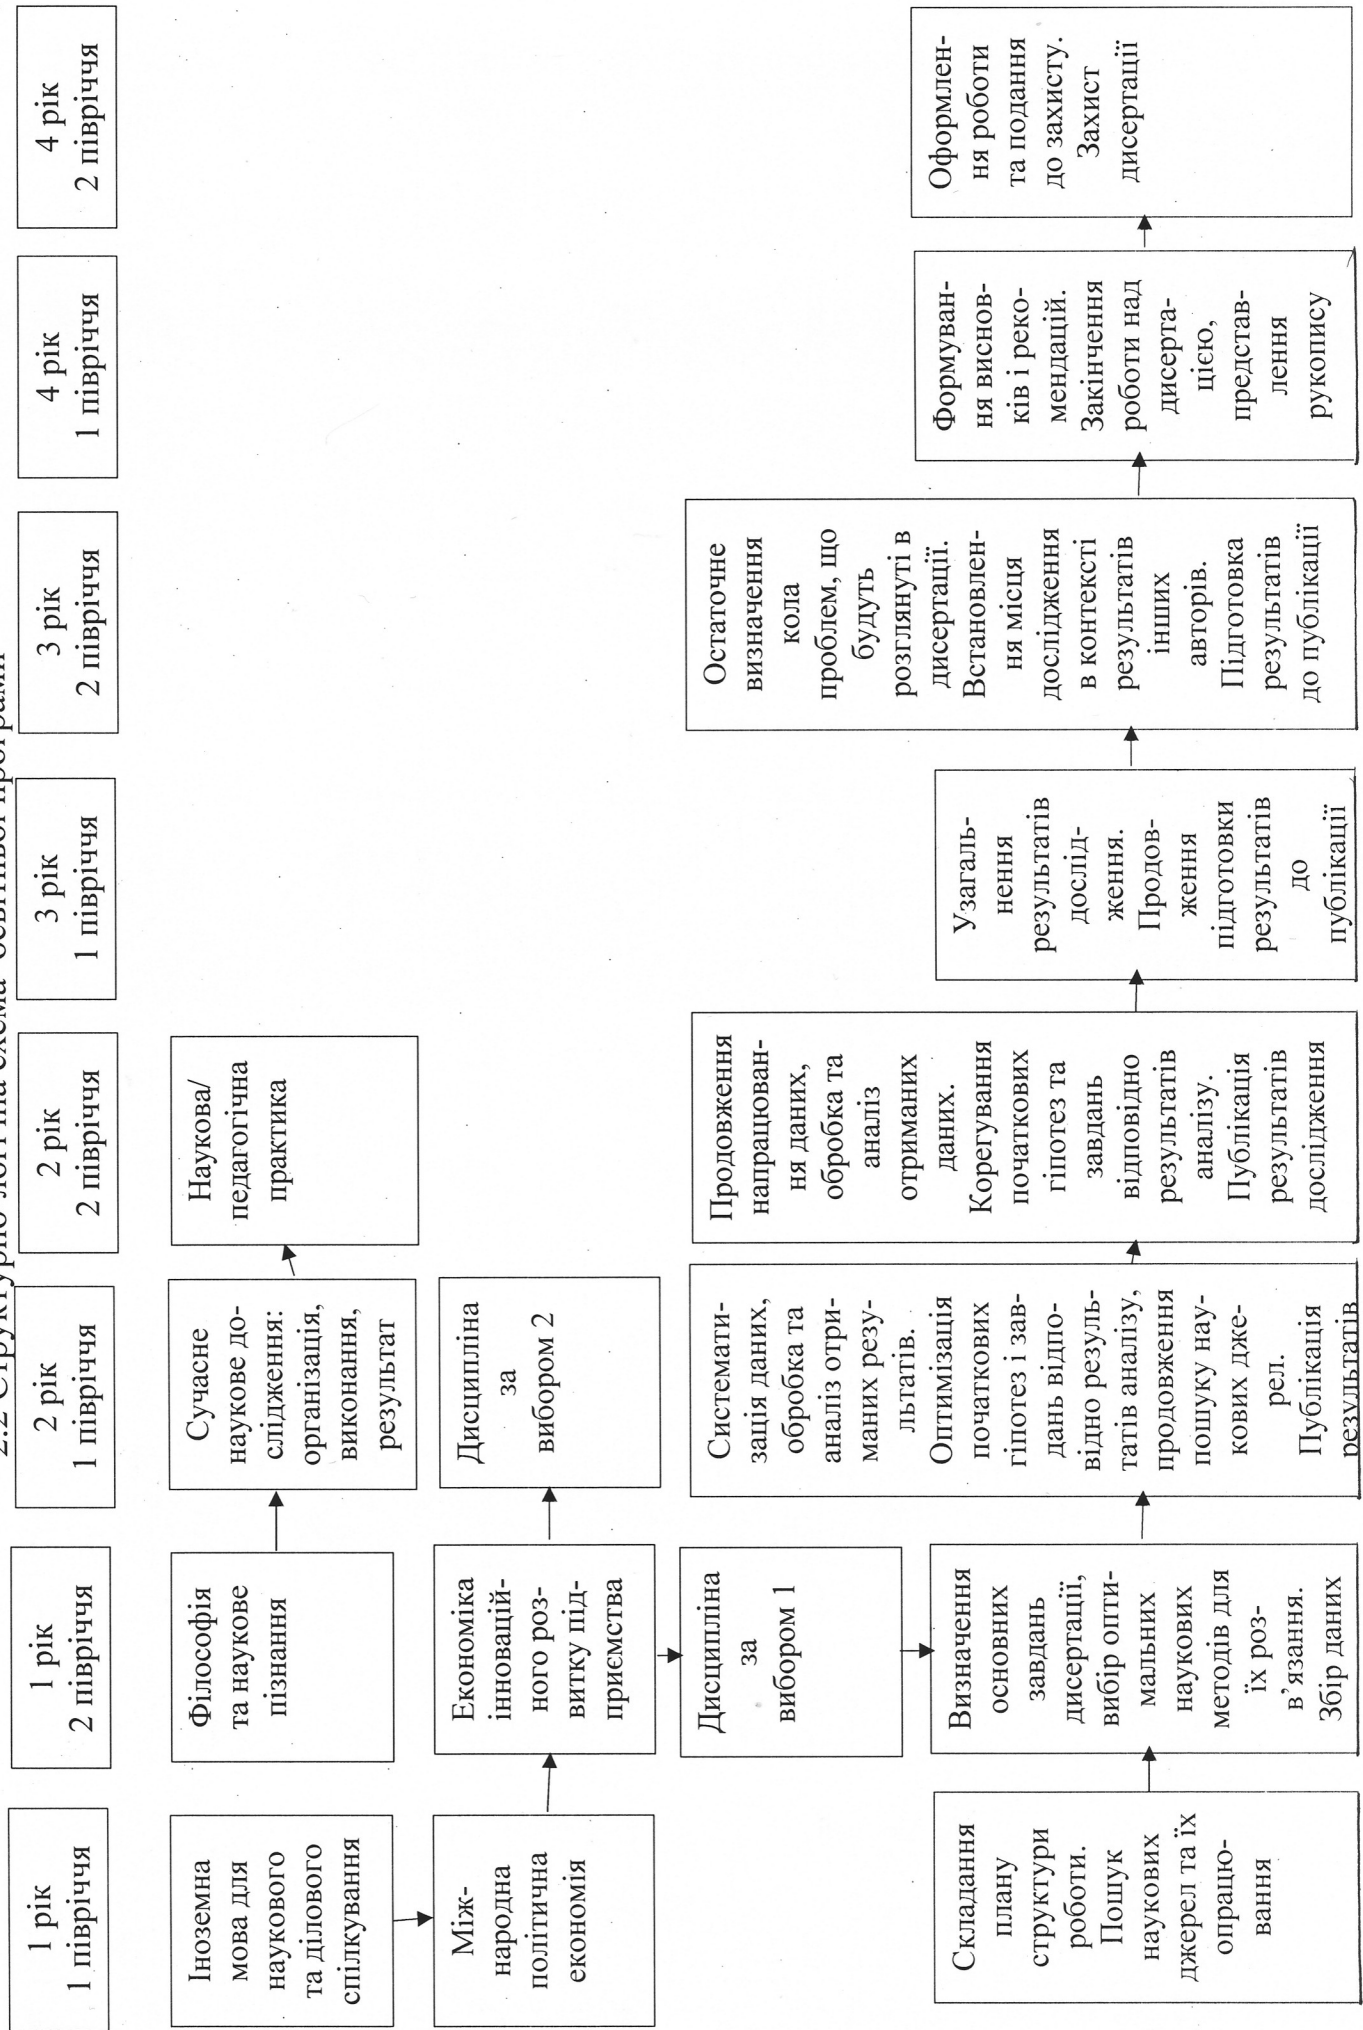 2.2 Структурно-логічна схема освітньої програми
1 рік
1 півріччя
1 рік
2 півріччя
2 рік
1 півріччя
2 рік
2 півріччя
3 рік
1 півріччя
3 рік
2 півріччя
4 рік
1 півріччя
4 рік
2 півріччя
Іноземна
мова для
наукового
та ділового
спілкування
Філософія
та наукове
пізнання
Сучасне
наукове до-
слідження:
організація,
виконання,
результат
Наукова/
педагогічна
практика
Між-
народна
політична
економія
Економіка
інновацій-
ного роз-
витку під-
приємства
Дисципліна
за
вибором 2
Дисципліна
за
вибором 1
Складання
плану
структури
роботи.
Пошук
наукових
джерел та їх
опрацю-
вання
Визначення
основних
завдань
дисертації,
вибір опти-
мальних
наукових
методів для
їх роз-
в’язання.
Збір даних
Системати-
зація даних,
обробка та
аналіз отри-
маних резу-
льтатів.
Оптимізація
початкових
гіпотез і зав-
дань відпо-
відно резуль-
татів аналізу,
продовження
пошуку нау-
кових дже-
рел.
Публікація
результатів
Продовження
напрацюван-
ня даних,
обробка та
аналіз
отриманих
даних.
Корегування
початкових
гіпотез та
завдань
відповідно
результатів
аналізу.
Публікація
результатів
дослідження
Узагаль-
нення
результатів
дослід-
ження.
Продов-
ження
підготовки
результатів
до
публікації
Остаточне
визначення
кола
проблем, що
будуть
розглянуті в
дисертації.
Встановлен-
ня місця
дослідження
в контексті
результатів
інших
авторів.
Підготовка
результатів
до публікації
Формуван-
ня виснов-
ків і реко-
мендацій.
Закінчення
роботи над
дисерта-
цією,
представ-
лення
рукопису
Оформлен-
ня роботи
та подання
до захисту.
Захист
дисертації